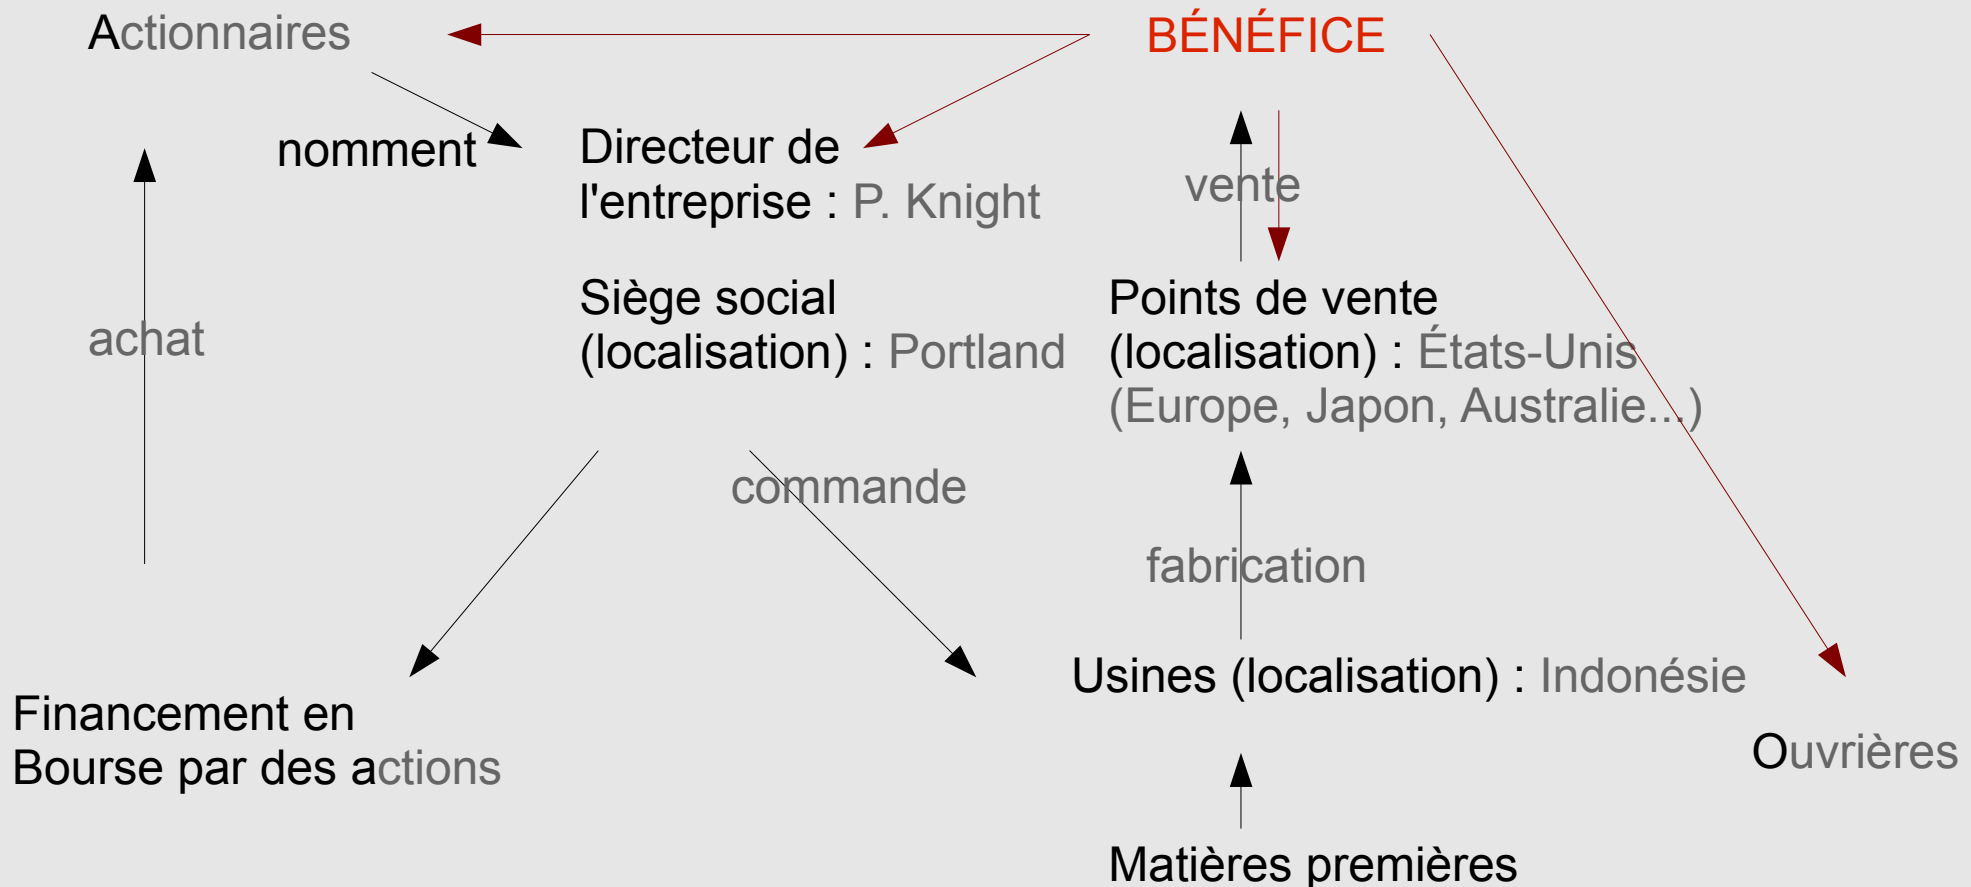 Actionnaires
BÉNÉFICE
nomment
Directeur de
l'entreprise : P. Knight
vente
Siège social
(localisation) : Portland
Points de vente
(localisation) : États-Unis
(Europe, Japon, Australie...)
achat
commande
fabrication
Usines (localisation) : Indonésie
Financement en
Bourse par des actions
Ouvrières
Matières premières